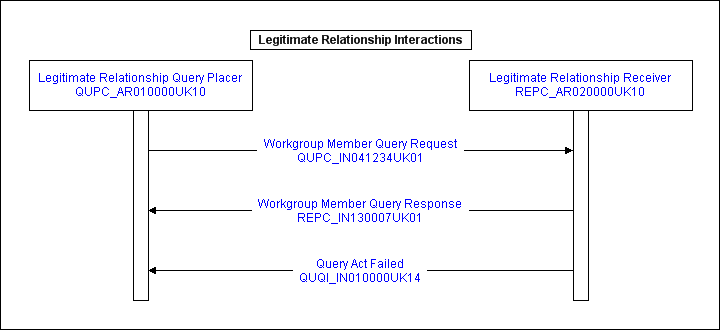 Legitimate Relationship Interactions
Legitimate Relationship Query Placer
QUPC_AR010000UK10
Legitimate Relationship Receiver
REPC_AR020000UK10
Workgroup Member Query Request
QUPC_IN041234UK01
Workgroup Member Query Response
REPC_IN130007UK01
Query Act Failed
QUQI_IN010000UK14